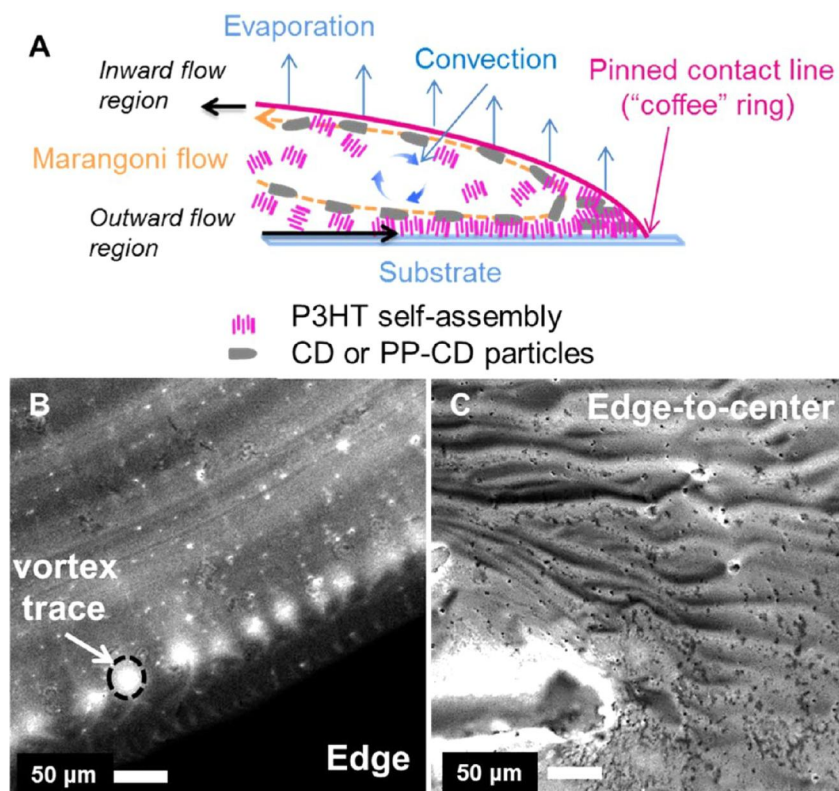 A
Evaporation
Convection
Inward flow
region
Pinned contact line
("coffee" ring)
Marangoni flow
Outward flow
region
Substrate
P3HT self-assembly
CD or PP-CD particles
B
vortex
trace
50 µm
Edge
C
Edge-to-center
50 µm